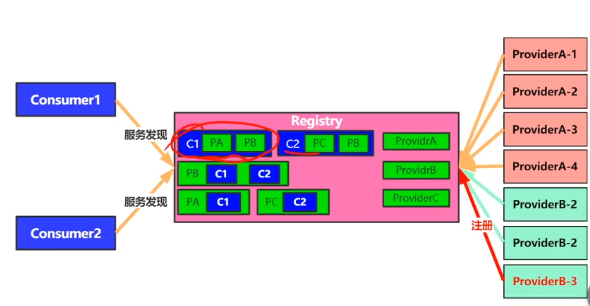 ProviderA-1
ProviderA-2
ProviderA-3
ProviderA-4
ProviderB-2
ProviderB-2
ProviderB-3
Consumer1
Consumer2
服务发现
服务发现
注册
Registry
C1 PA PB
C2 PC PB
PB C1 C2
PA C1
PC C2
ProvidrA
ProvidrB
ProviderC